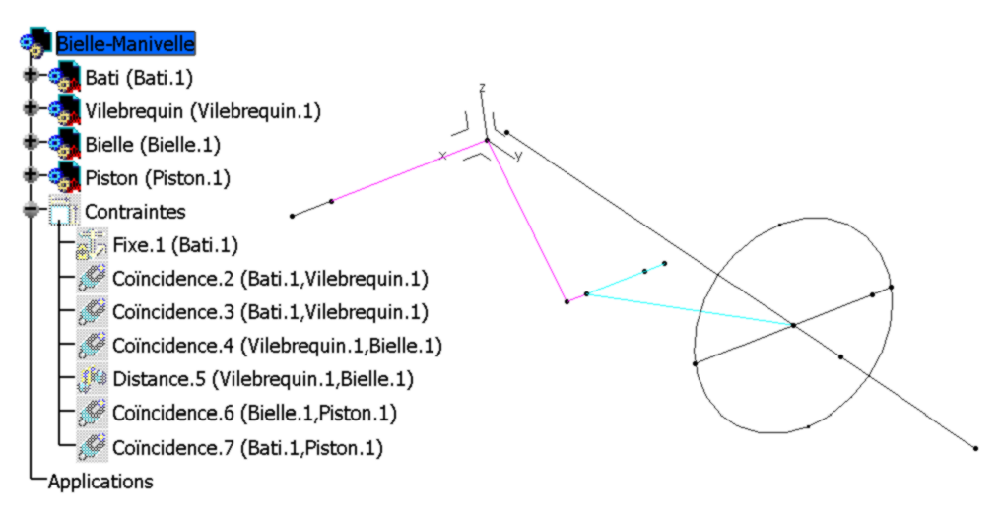 Bielle-Manivelle
Bati (Bati.1)
Vilebrequin (Vilebrequin.1)
Bielle (Bielle.1)
Piston (Piston.1)
Contraintes
Fixe.1 (Bati.1)
Coïncidence.2 (Bati.1,Vilebrequin.1)
Coïncidence.3 (Bati.1,Vilebrequin.1)
Coïncidence.4 (Vilebrequin.1,Bielle.1)
Distance.5 (Vilebrequin.1,Bielle.1)
Coïncidence.6 (Bielle.1,Piston.1)
Coïncidence.7 (Bati.1,Piston.1)
Applications
z
x
y